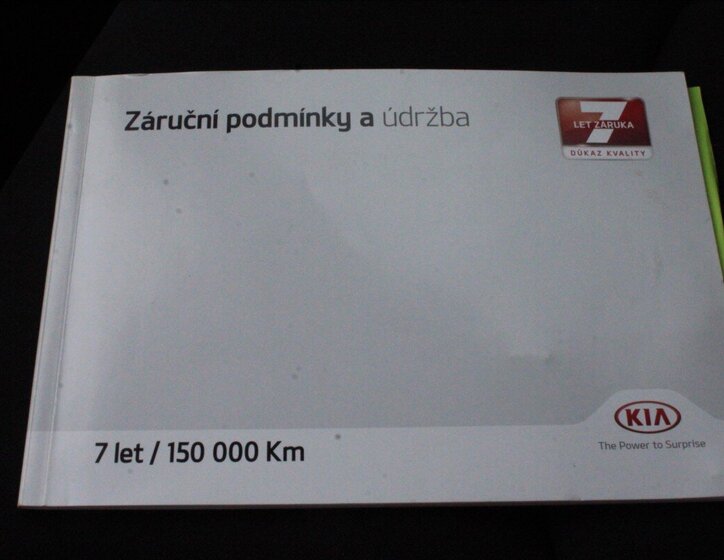 Záruční podmínky a údržba
7
LET ZÁRUKA
DŮKAZ KVALITY
KIA
The Power to Surprise
7 let / 150 000 Km